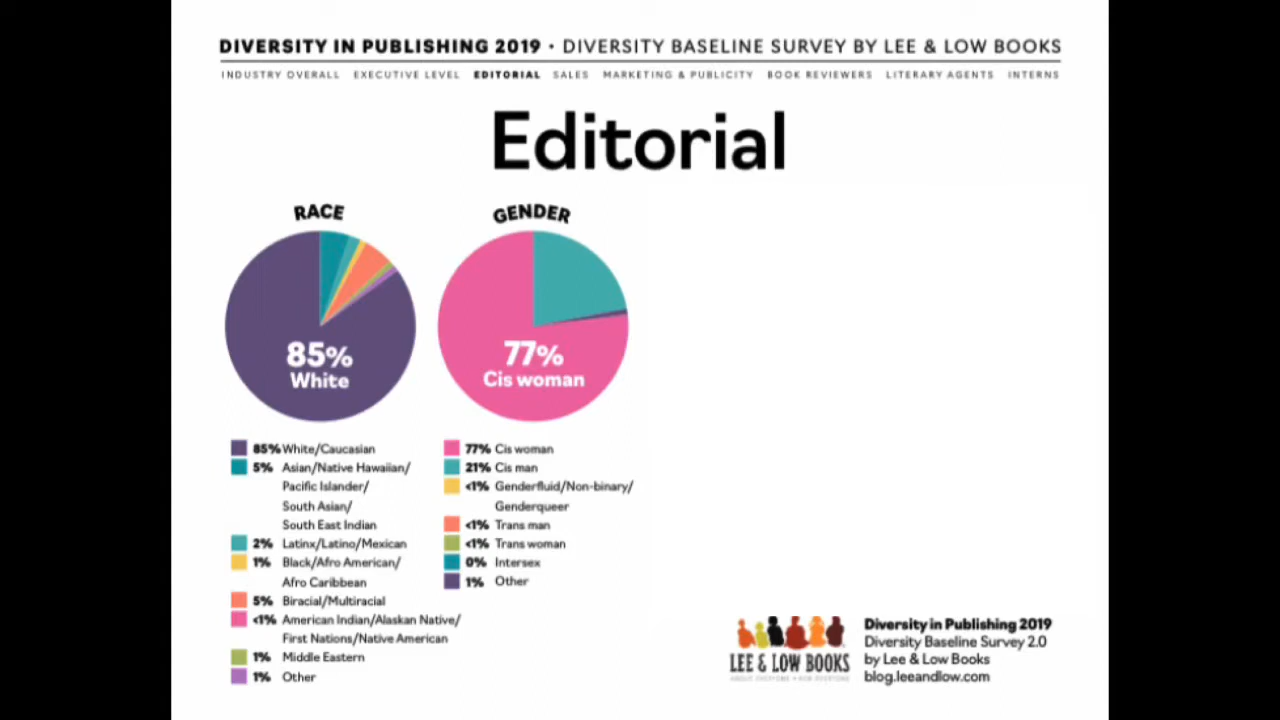 DIVERSITY IN PUBLISHING 2019 • DIVERSITY BASELINE SURVEY BY LEE & LOW BOOKS
INDUSTRY OVERALL EXECUTIVE LEVEL EDITORIAL SALES MARKETING & PUBLICITY BOOK REVIEWERS LITERARY AGENTS INTERNS
Editorial
RACE
85%
White
85% White/Caucasian
5% Asian/Native Hawaiian/
Pacific Islander/
South Asian/
South East Indian
2% Latinx/Latino/Mexican
1% Black/Afro American/
Afro Caribbean
5% Biracial/Multiracial
<1% American Indian/Alaskan Native/
First Nations/Native American
1% Middle Eastern
1% Other
GENDER
77%
Cis woman
77% Cis woman
21% Cis man
<1% Genderfluid/Non-binary/
Genderqueer
<1% Trans man
<1% Trans woman
0% Intersex
1% Other
LEE & LOW BOOKS
ABOUT EVERYONE • FOR EVERYONE
Diversity in Publishing 2019
Diversity Baseline Survey 2.0
by Lee & Low Books
blog.leeandlow.com